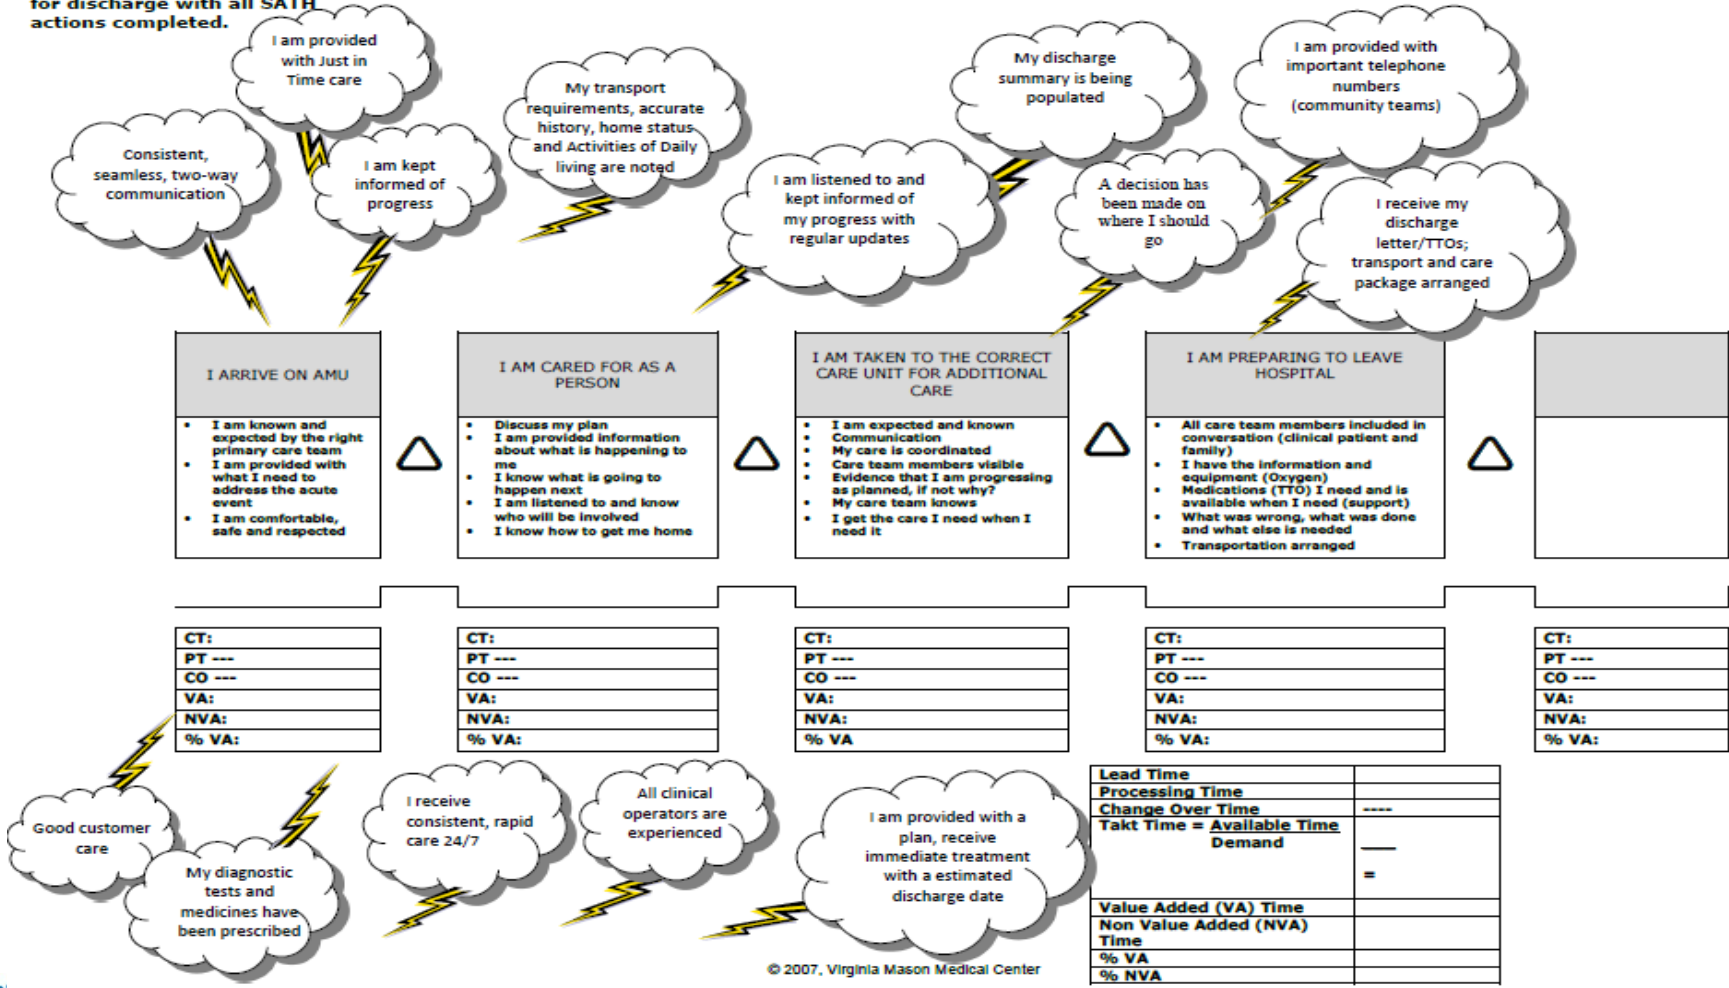 for discharge with all SATH
actions completed.
I am provided
with Just in
Time care
Consistent,
seamless, two-way
communication
I am kept
informed of
progress
My transport
requirements, accurate
history, home status
and Activities of Daily
living are noted
I am listened to and
kept informed of
my progress with
regular updates
My discharge
summary is being
populated
A decision has
been made on
where I should
go
I am provided with
important telephone
numbers
(community teams)
I receive my
discharge
letter/TTOs;
transport and care
package arranged
I ARRIVE ON AMU
• I am known and
expected by the right
primary care team
• I am provided with
what I need to
address the acute
event
• I am comfortable,
safe and respected
I AM CARED FOR AS A
PERSON
• Discuss my plan
• I am provided information
about what is happening to
me
• I know what is going to
happen next
• I am listened to and know
who will be involved
• I know how to get me home
I AM TAKEN TO THE CORRECT
CARE UNIT FOR ADDITIONAL
CARE
• I am expected and known
• Communication
• My care is coordinated
• Care team members visible
• Evidence that I am progressing
as planned, if not why?
• My care team knows
• I get the care I need when I
need it
I AM PREPARING TO LEAVE
HOSPITAL
• All care team members included in
conversation (clinical patient and
family)
• I have the information and
equipment (Oxygen)
• Medications (TTO) I need and is
available when I need (support)
• What was wrong, what was done
and what else is needed
• Transportation arranged
CT:
PT ---
CO ---
VA:
NVA:
% VA:
CT:
PT ---
CO ---
VA:
NVA:
% VA:
CT:
PT ---
CO ---
VA:
NVA:
% VA
CT:
PT ---
CO ---
VA:
NVA:
% VA:
CT:
PT ---
CO ---
VA:
NVA:
% VA:
Good customer
care
My diagnostic
tests and
medicines have
been prescribed
I receive
consistent, rapid
care 24/7
All clinical
operators are
experienced
I am provided with a
plan, receive
immediate treatment
with a estimated
discharge date
Lead Time
Processing Time
Change Over Time ----
Takt Time = Available Time
Demand ___
=
Value Added (VA) Time
Non Value Added (NVA)
Time
% VA
% NVA
© 2007, Virginia Mason Medical Center